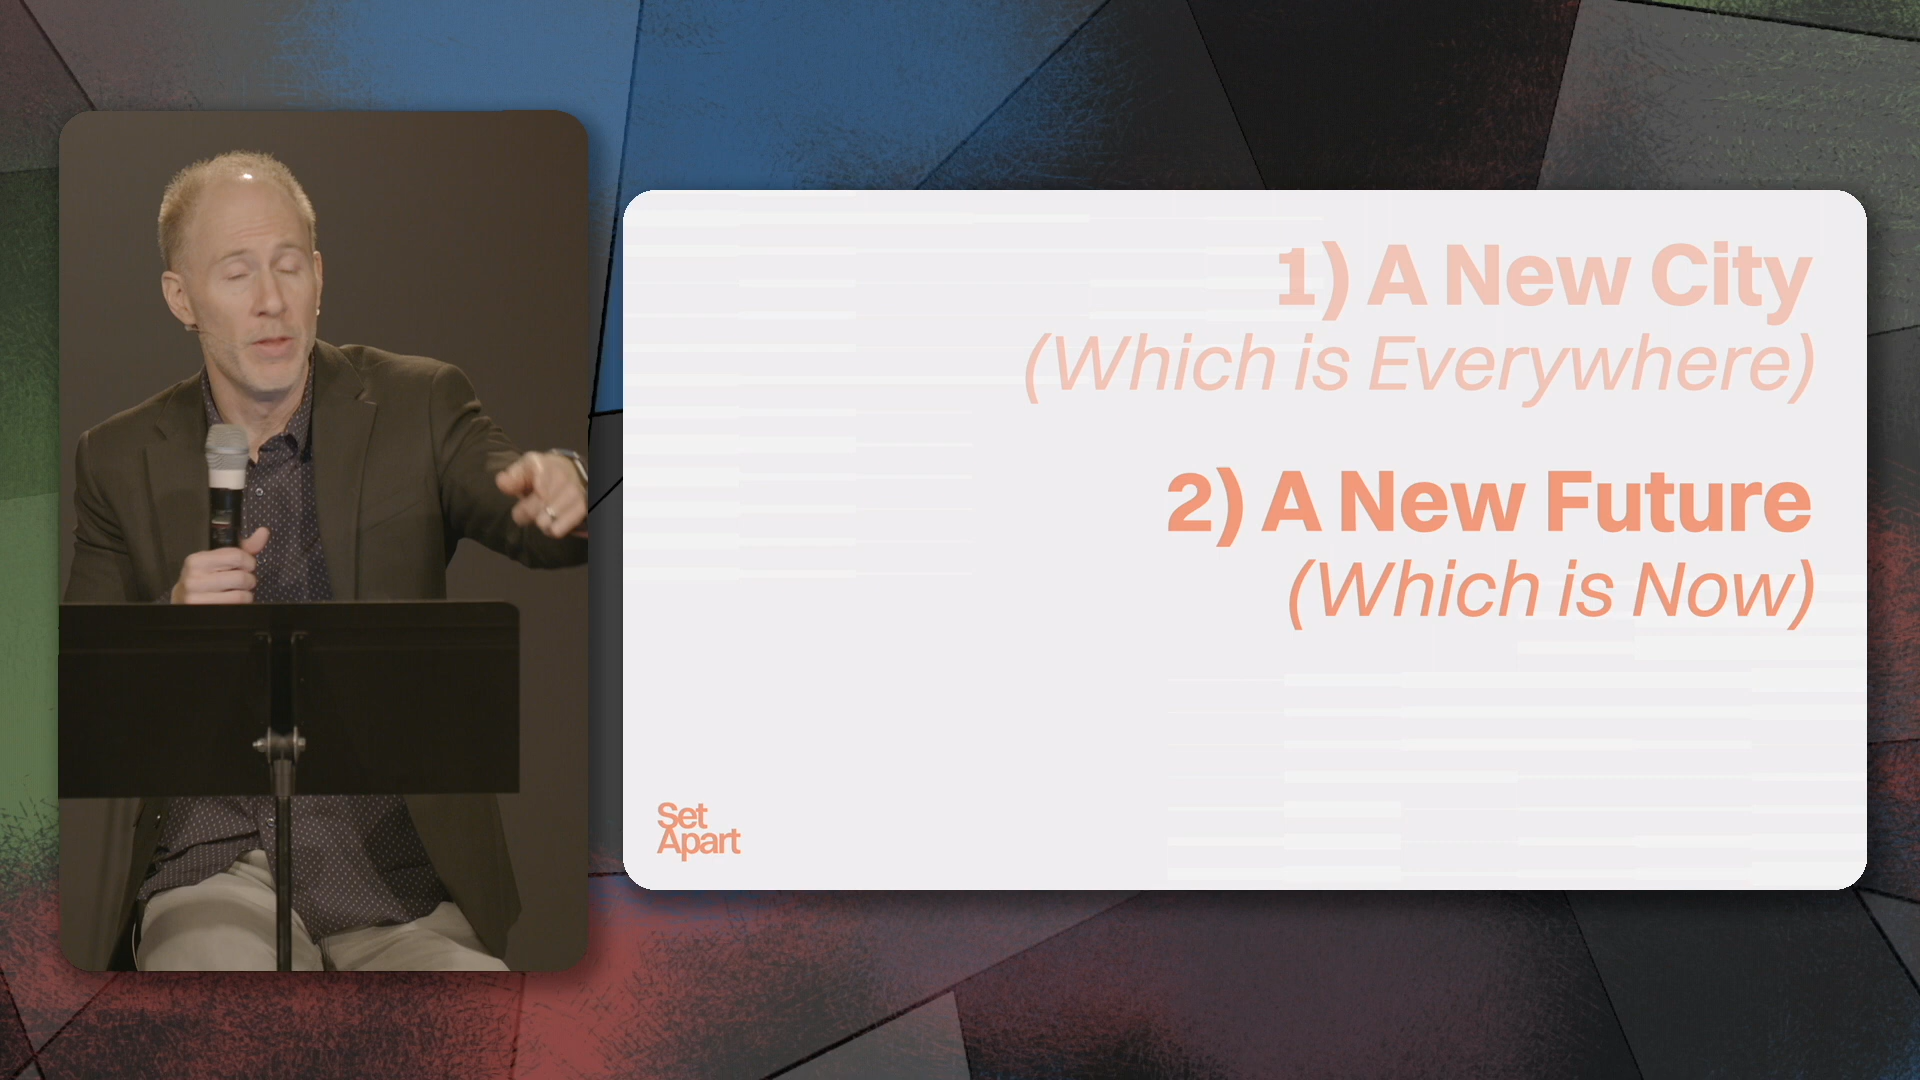 1) A New City
(Which is Everywhere)
2) A New Future
(Which is Now)
Set
Apart